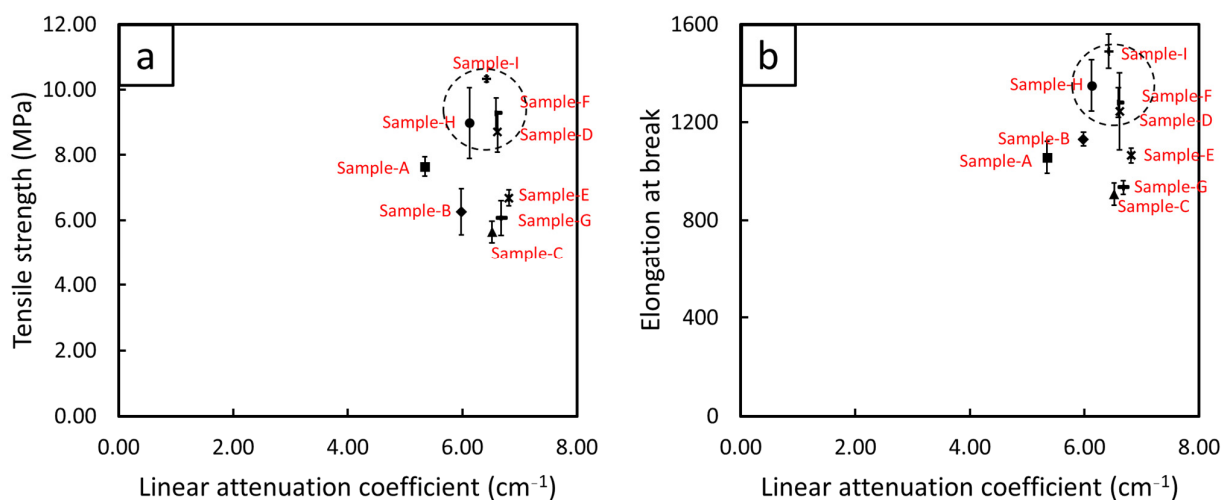 a
12.00
10.00
8.00
6.00
4.00
2.00
0.00
Tensile strength (MPa)
Sample-I
Sample-F
Sample-H
Sample-D
Sample-A
Sample-E
Sample-B
Sample-G
Sample-C
0.00 2.00 4.00 6.00 8.00
Linear attenuation coefficient (cm⁻¹)
b
1600
1200
800
400
0
Elongation at break
Sample-I
Sample-H
Sample-F
Sample-D
Sample-B
Sample-E
Sample-A
Sample-G
Sample-C
0.00 2.00 4.00 6.00 8.00
Linear attenuation coefficient (cm⁻¹)